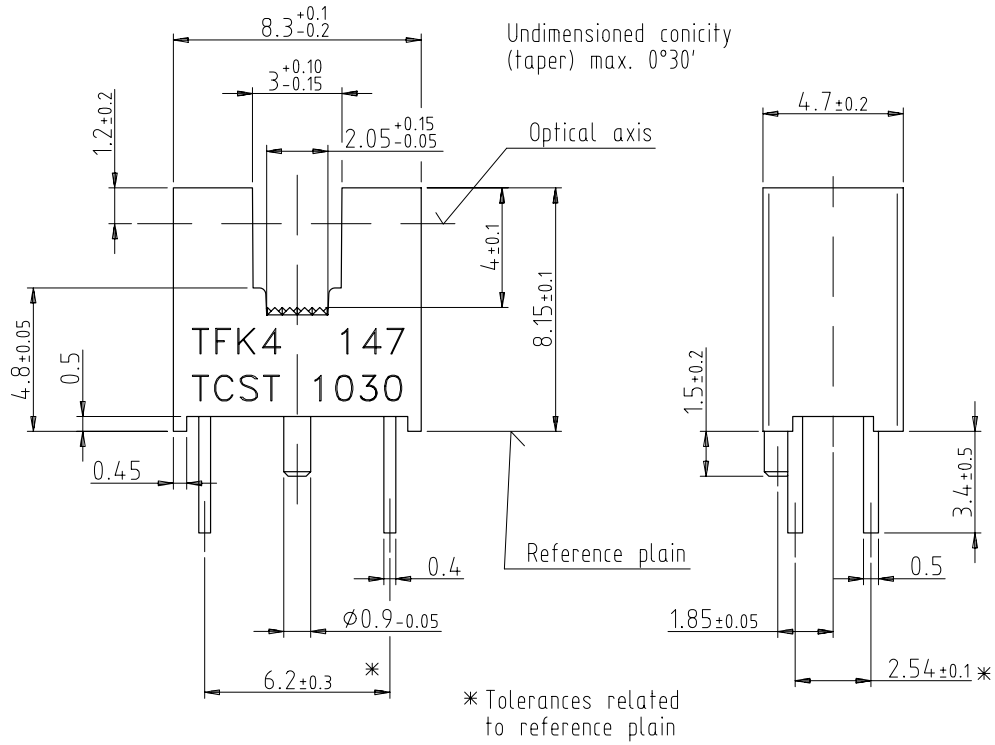 8.3+0.1-0.2
Undimensioned conicity
(taper) max. 0°30'
3+0.10-0.15
4.7±0.2
1.2±0.2
2.05+0.15-0.05
Optical axis
4±0.1
8.15±0.1
4.8±0.05
0.5
TFK4 147
TCST 1030
1.5±0.2
0.45
3.4±0.5
Reference plain
0.4
0.5
Ø0.9-0.05
1.85±0.05
6.2±0.3 *
2.54±0.1 *
* Tolerances related
to reference plain